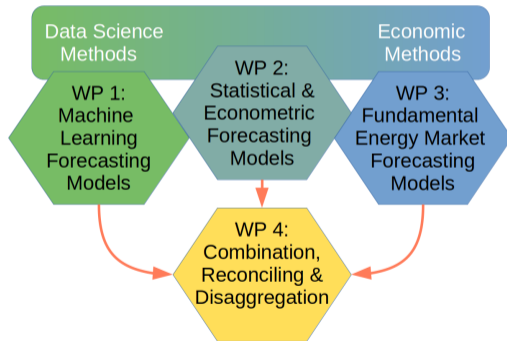 Data Science
Methods
Economic
Methods
WP 1:
Machine
Learning
Forecasting
Models
WP 2:
Statistical &
Econometric
Forecasting
Models
WP 3:
Fundamental
Energy Market
Forecasting
Models
WP 4:
Combination,
Reconciling &
Disaggregation